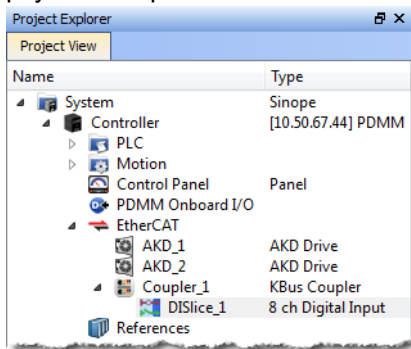 Project Explorer
Project View
Name Type
System Sinope
Controller [10.50.67.44] PDMM
PLC
Motion
Control Panel Panel
PDMM Onboard I/O
EtherCAT
AKD_1 AKD Drive
AKD_2 AKD Drive
Coupler_1 KBus Coupler
DISlice_1 8 ch Digital Input
References